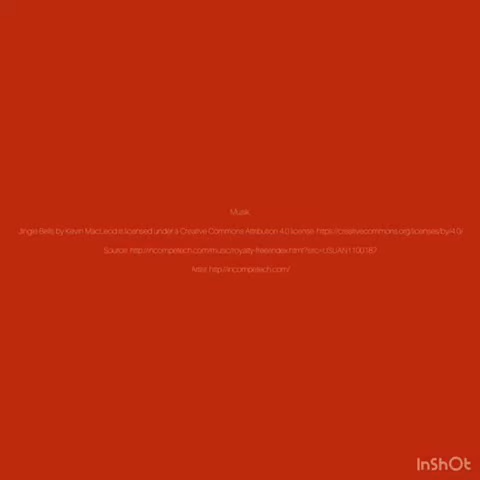 Musik:
Jingle Bells by Kevin MacLeod is licensed under a Creative Commons Attribution 4.0 license. https://creativecommons.org/licenses/by/4.0/
Source: http://incompetech.com/music/royalty-free/index.html?isrc=USUAN1100187
Artist: http://incompetech.com/
InShOt